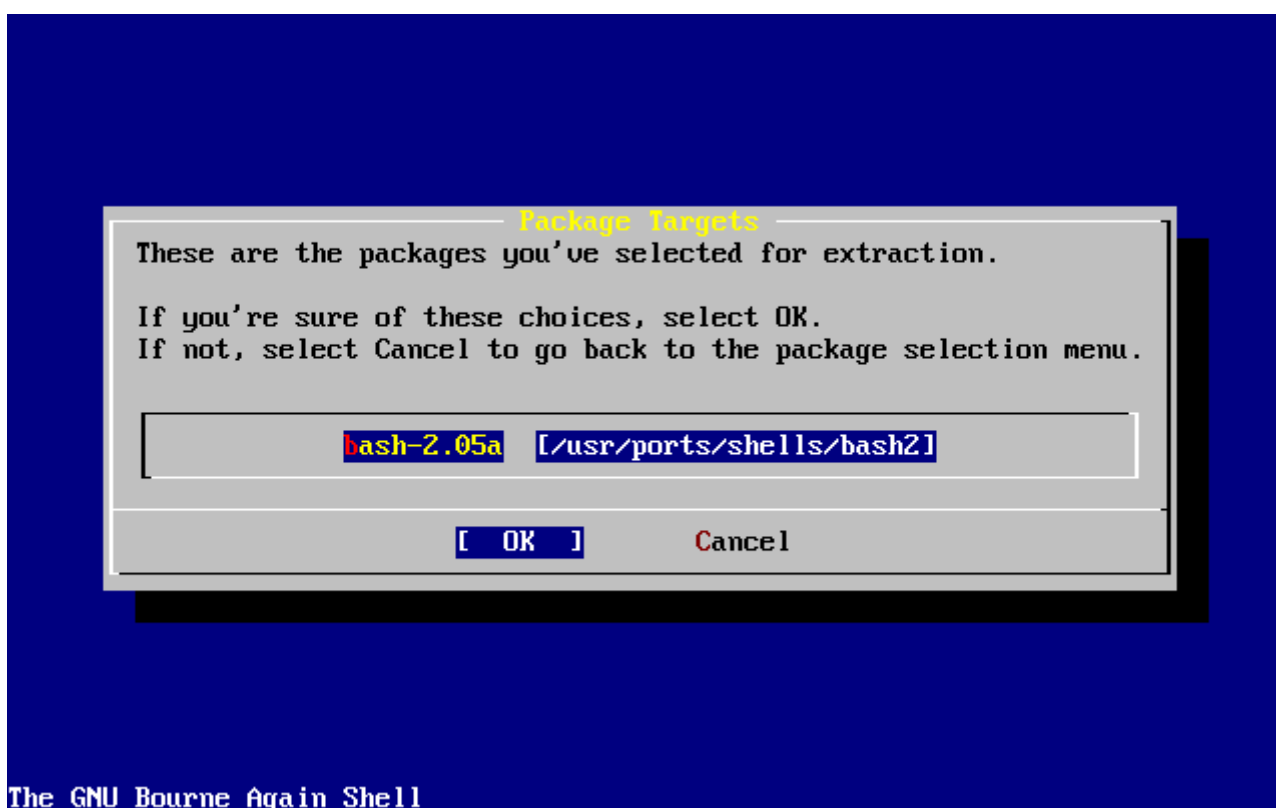 Package Targets
These are the packages you've selected for extraction.
If you're sure of these choices, select OK.
If not, select Cancel to go back to the package selection menu.
bash-2.05a [/usr/ports/shells/bash2]
[ OK ] Cancel
The GNU Bourne Again Shell